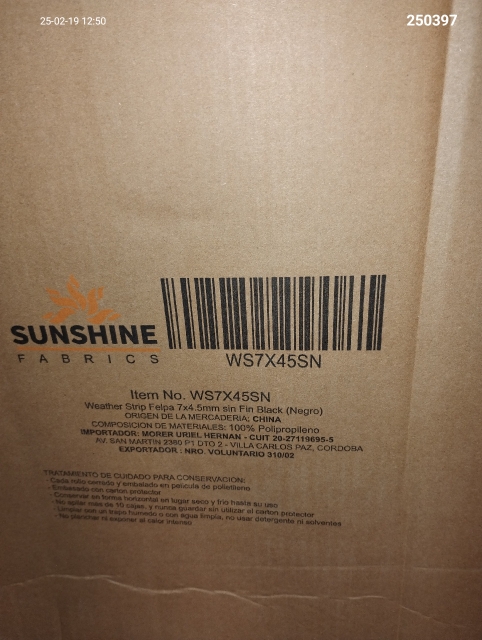 25-02-19 12:50
250397
SUNSHINE
FABRICS
WS7X45SN
Item No. WS7X45SN
Weather Strip Felpa 7x4.5mm sin Fin Black (Negro)
ORIGEN DE LA MERCADERIA: CHINA
COMPOSICION DE MATERIALES: 100% Polipropileno
IMPORTADOR: MORER URIEL HERNAN - CUIT 20-27119695-5
AV. SAN MARTIN 2380 P1 DTO 2 - VILLA CARLOS PAZ, CORDOBA
EXPORTADOR : NRO. VOLUNTARIO 310/02
TRATAMIENTO DE CUIDADO PARA CONSERVACION:
- Cada rollo cerrado y embalado en película de polietileno
- Embarcado con carton protector
- Conservar en forma horizontal en lugar seco y frio hasta su uso
- No apilar mas de 10 cajas, y nunca guardar sin utilizar el carton protector
- Limpiar con un trapo humedo o con agua limpia, no usar detergente ni solventes
- No planchar ni exponer al calor intenso